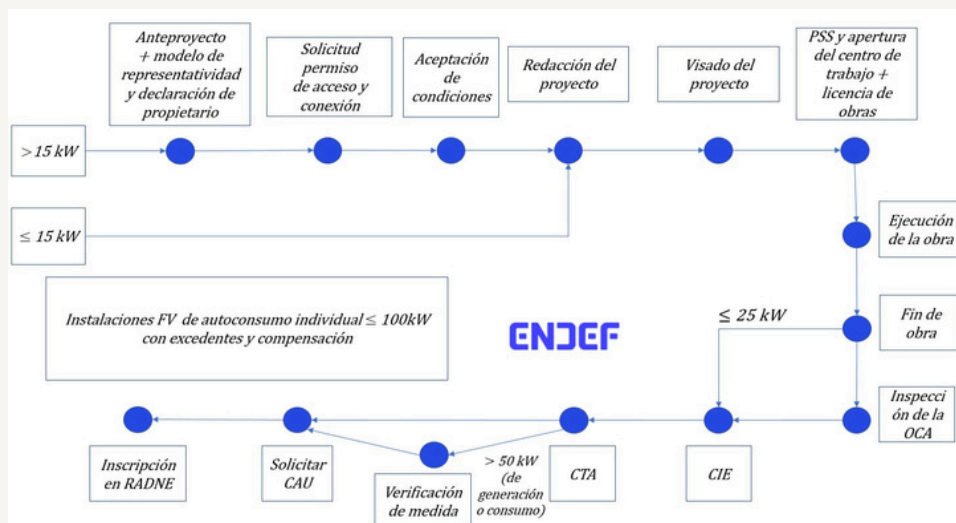 Anteproyecto
+ modelo de
representatividad
y declaración de
propietario
Solicitud
permiso
de acceso y
conexión
Aceptación
de
condiciones
Redacción del
proyecto
Visado del
proyecto
PSS y apertura
del centro de
trabajo +
licencia de
obras
>15 kW
≤ 15 kW
Ejecución
de la obra
Instalaciones FV de autoconsumo individual ≤ 100kW
con excedentes y compensación
ENDEF
≤ 25 kW
Fin de
obra
Inspecci
ón de la
OCA
Inscripción
en RADNE
Solicitar
CAU
Verificación
de medida
> 50 kW
(de
generación
o consumo)
CTA
CIE